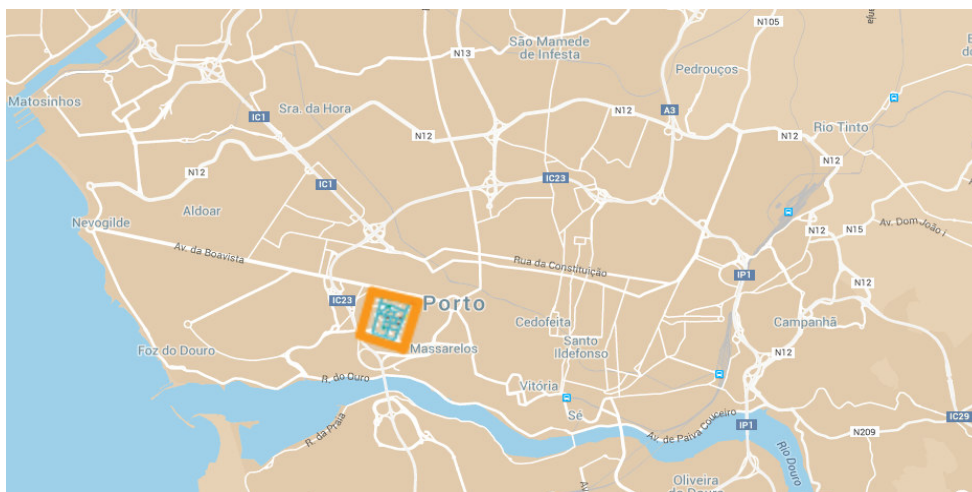 N105
São Mamede
de Infesta
N13
Pedrouços
Matosinhos
Sra. da Hora
IC1
N12
N12
A3
N12
Rio Tinto
N12
N12
IC1
IC23
Aldoar
Nevogilde
N12
N15
Av. Dom João I
Av. da Boavista
Rua da Constituição
IP1
N12
IC23
Porto
Cedofeita
Campanhã
Santo
Ildefonso
Foz do Douro
Massarelos
N12
R. do Ouro
Vitória
Sé
R. da Praia
Av. de Paiva Couceiro
IP1
N209
IC29
Rio Douro
Oliveira